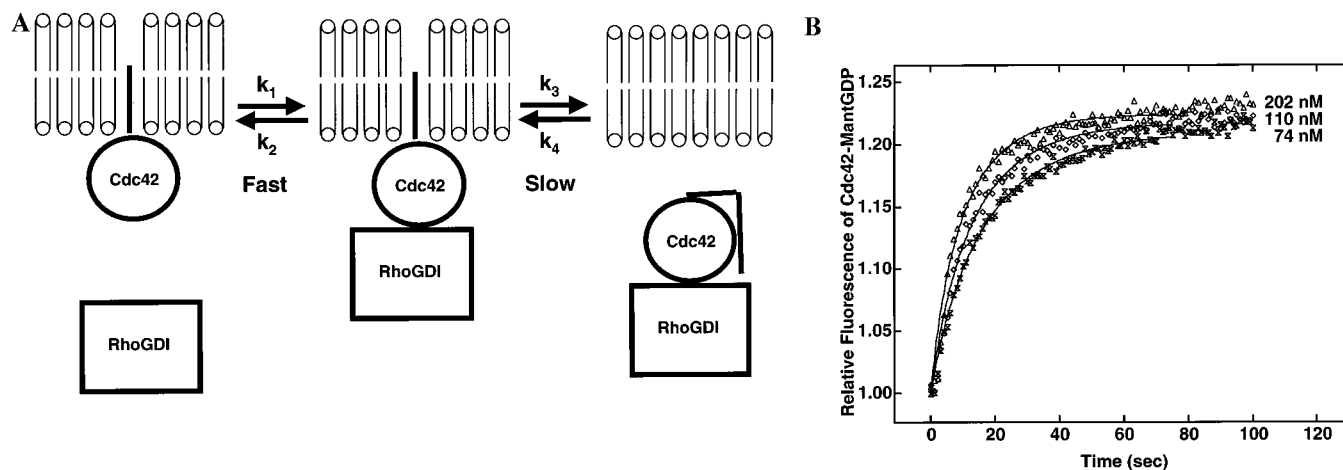 A
k1
k2
Fast
k3
k4
Slow
Cdc42
RhoGDI
Cdc42
RhoGDI
Cdc42
RhoGDI
B
Relative Fluorescence of Cdc42-MantGDP
1.25
1.20
1.15
1.10
1.05
1.00
202 nM
110 nM
74 nM
0
20
40
60
80
100
120
Time (sec)